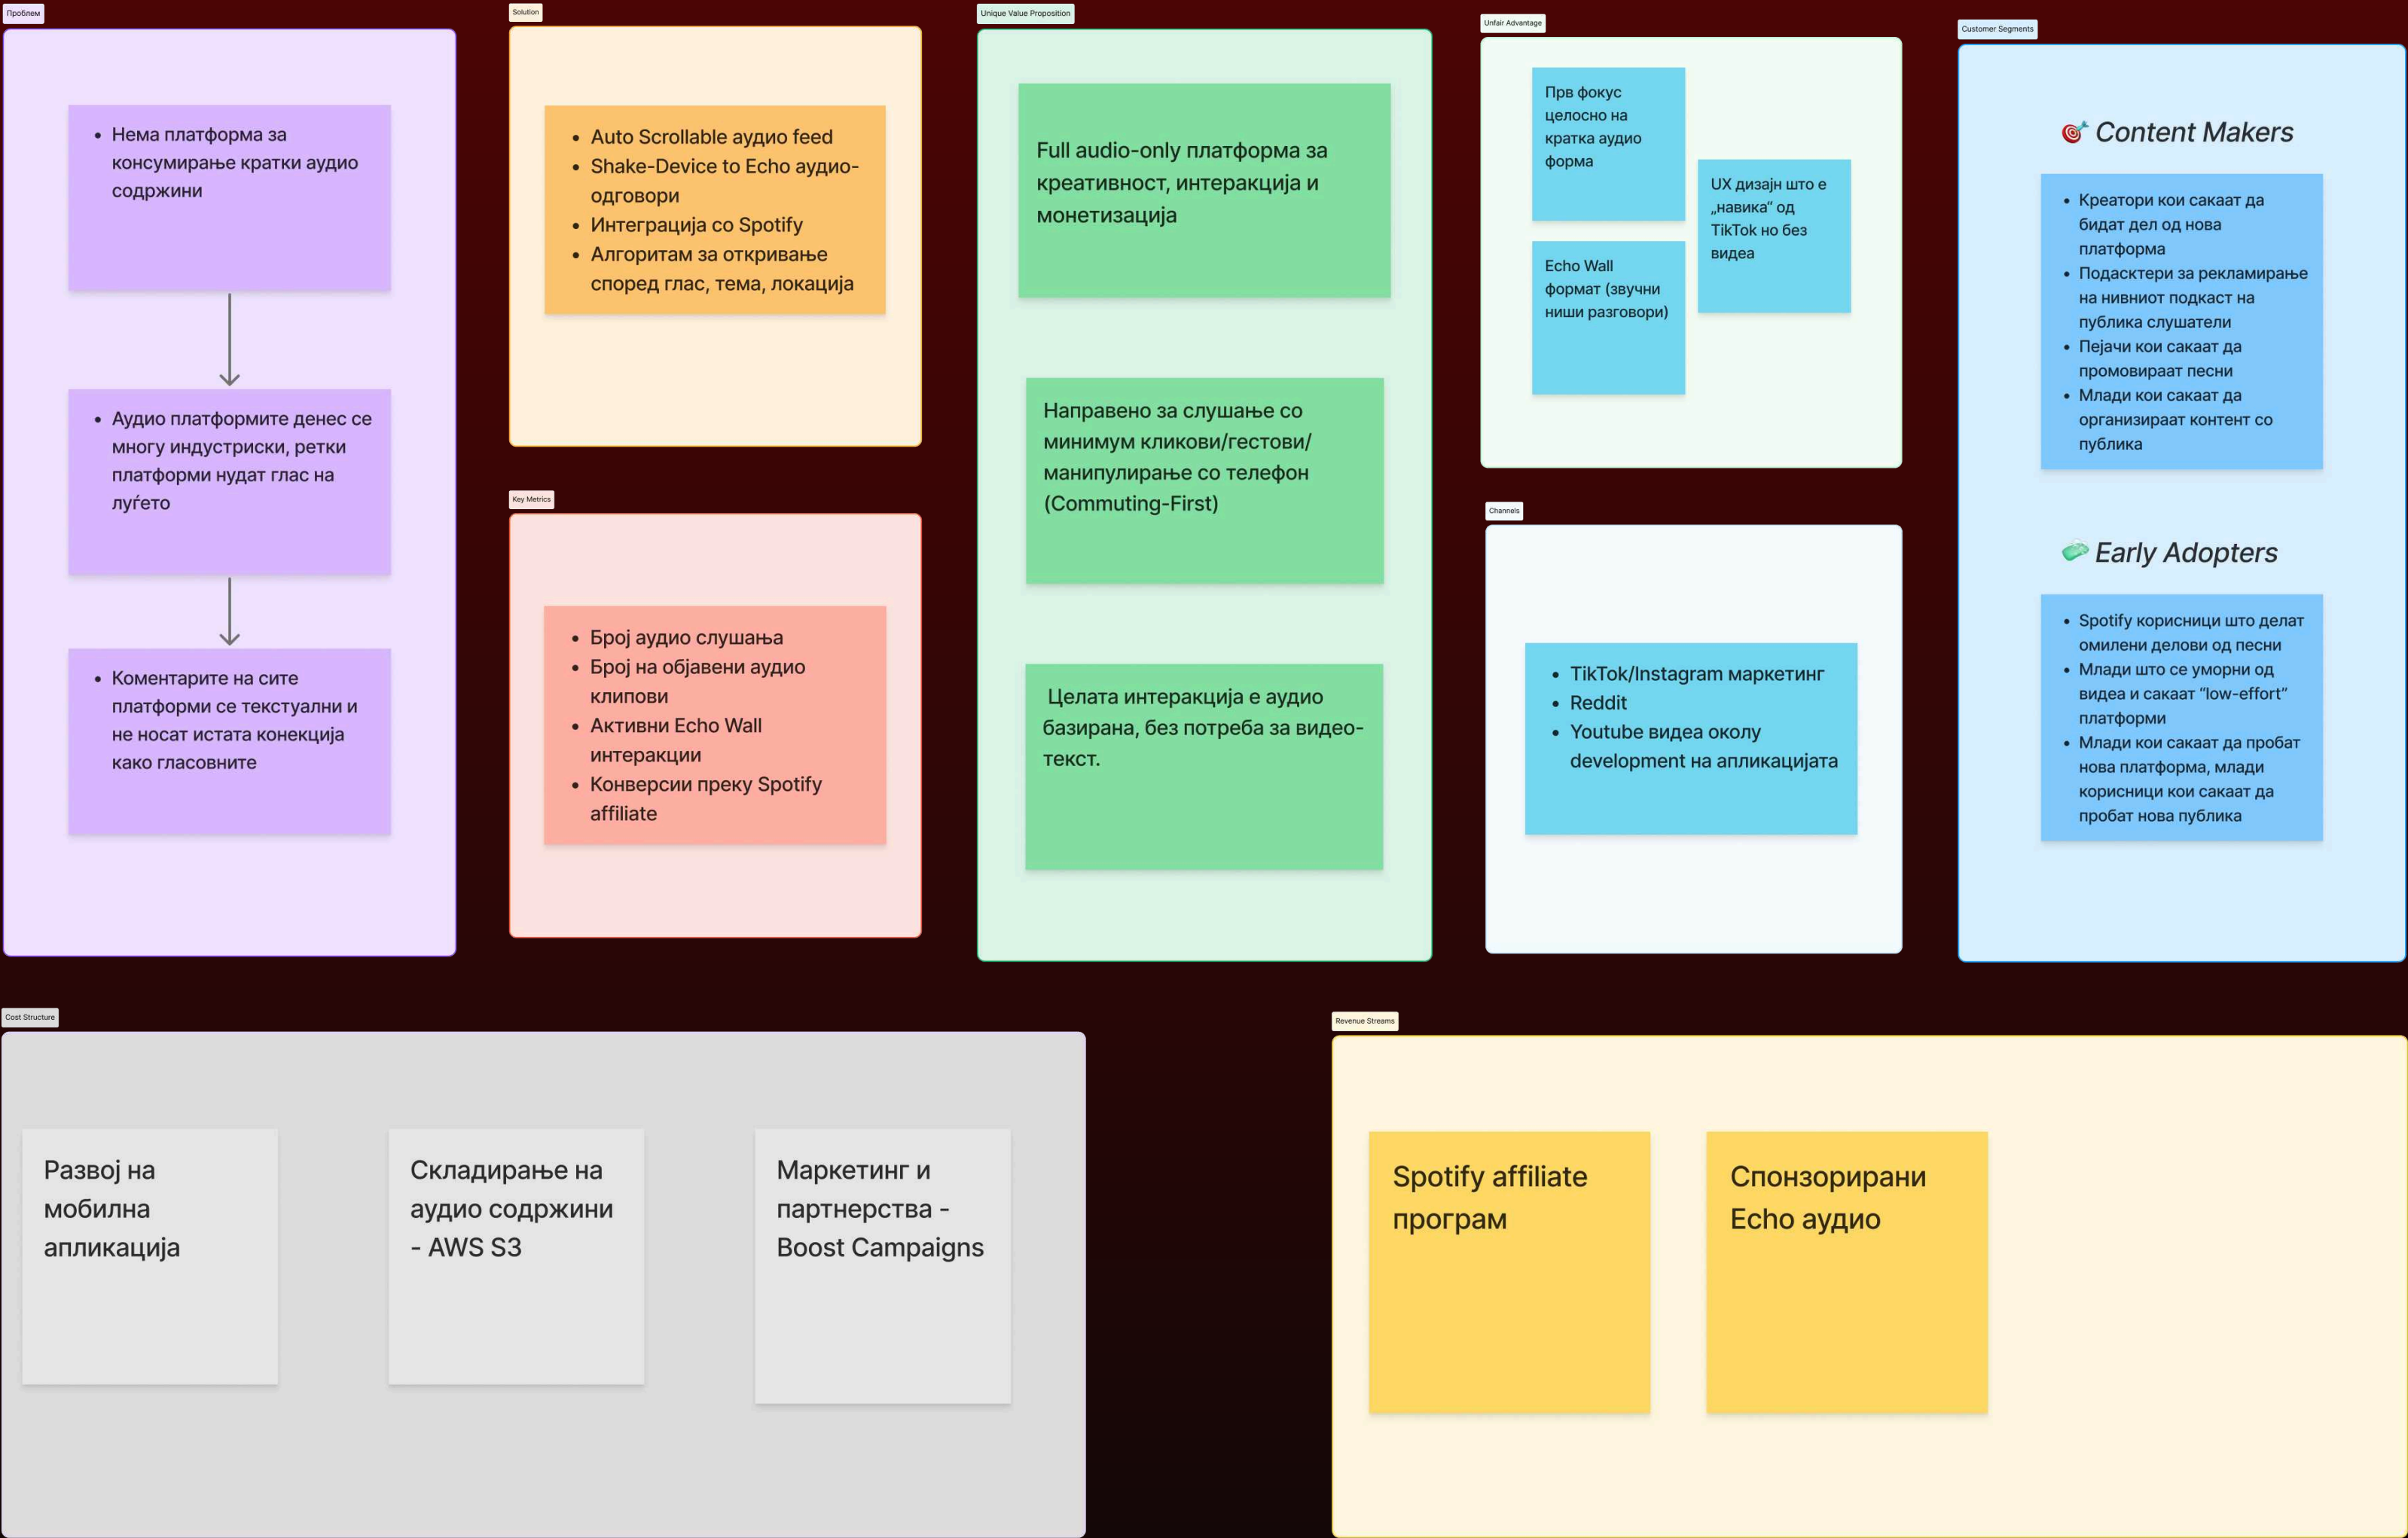 Проблем
• Нема платформа за
консумирање кратки аудио
содржини
• Аудио платформите денес се
многу индустриски, ретки
платформи нудат глас на
луѓето
• Коментарите на сите
платформи се текстуални и
не носат истата конекција
како гласовните
Solution
• Auto Scrollable аудио feed
• Shake-Device to Echo аудио-
одговори
• Интеграција со Spotify
• Алгоритам за откривање
според глас, тема, локација
Key Metrics
• Број аудио слушања
• Број на објавени аудио
клипови
• Активни Echo Wall
интеракции
• Конверсии преку Spotify
affiliate
Unique Value Proposition
Full audio-only платформа за
креативност, интеракција и
монетизација
Направено за слушање со
минимум кликови/гестови/
манипулирање со телефон
(Commuting-First)
Целата интеракција е аудио
базирана, без потреба за видео-
текст.
Unfair Advantage
Прв фокус
целосно на
кратка аудио
форма
UX дизајн што е
„навика“ од
TikTok но без
видеа
Echo Wall
формат (звучни
ниши разговори)
Channels
• TikTok/Instagram маркетинг
• Reddit
• Youtube видеа околу
development на апликацијата
Customer Segments
🎯 Content Makers
• Креатори кои сакаат да
бидат дел од нова
платформа
• Подасктери за рекламирање
на нивниот подкаст на
публика слушатели
• Пејачи кои сакаат да
промовираат песни
• Млади кои сакаат да
организираат контент со
публика
Early Adopters
• Spotify корисници што делат
омилени делови од песни
• Млади што се уморни од
видеа и сакаат “low-effort”
платформи
• Млади кои сакаат да пробат
нова платформа, млади
корисници кои сакаат да
пробат нова публика
Cost Structure
Развој на
мобилна
апликација
Складирање на
аудио содржини
- AWS S3
Маркетинг и
партнерства -
Boost Campaigns
Revenue Streams
Spotify affiliate
програм
Спонзорирани
Echo аудио